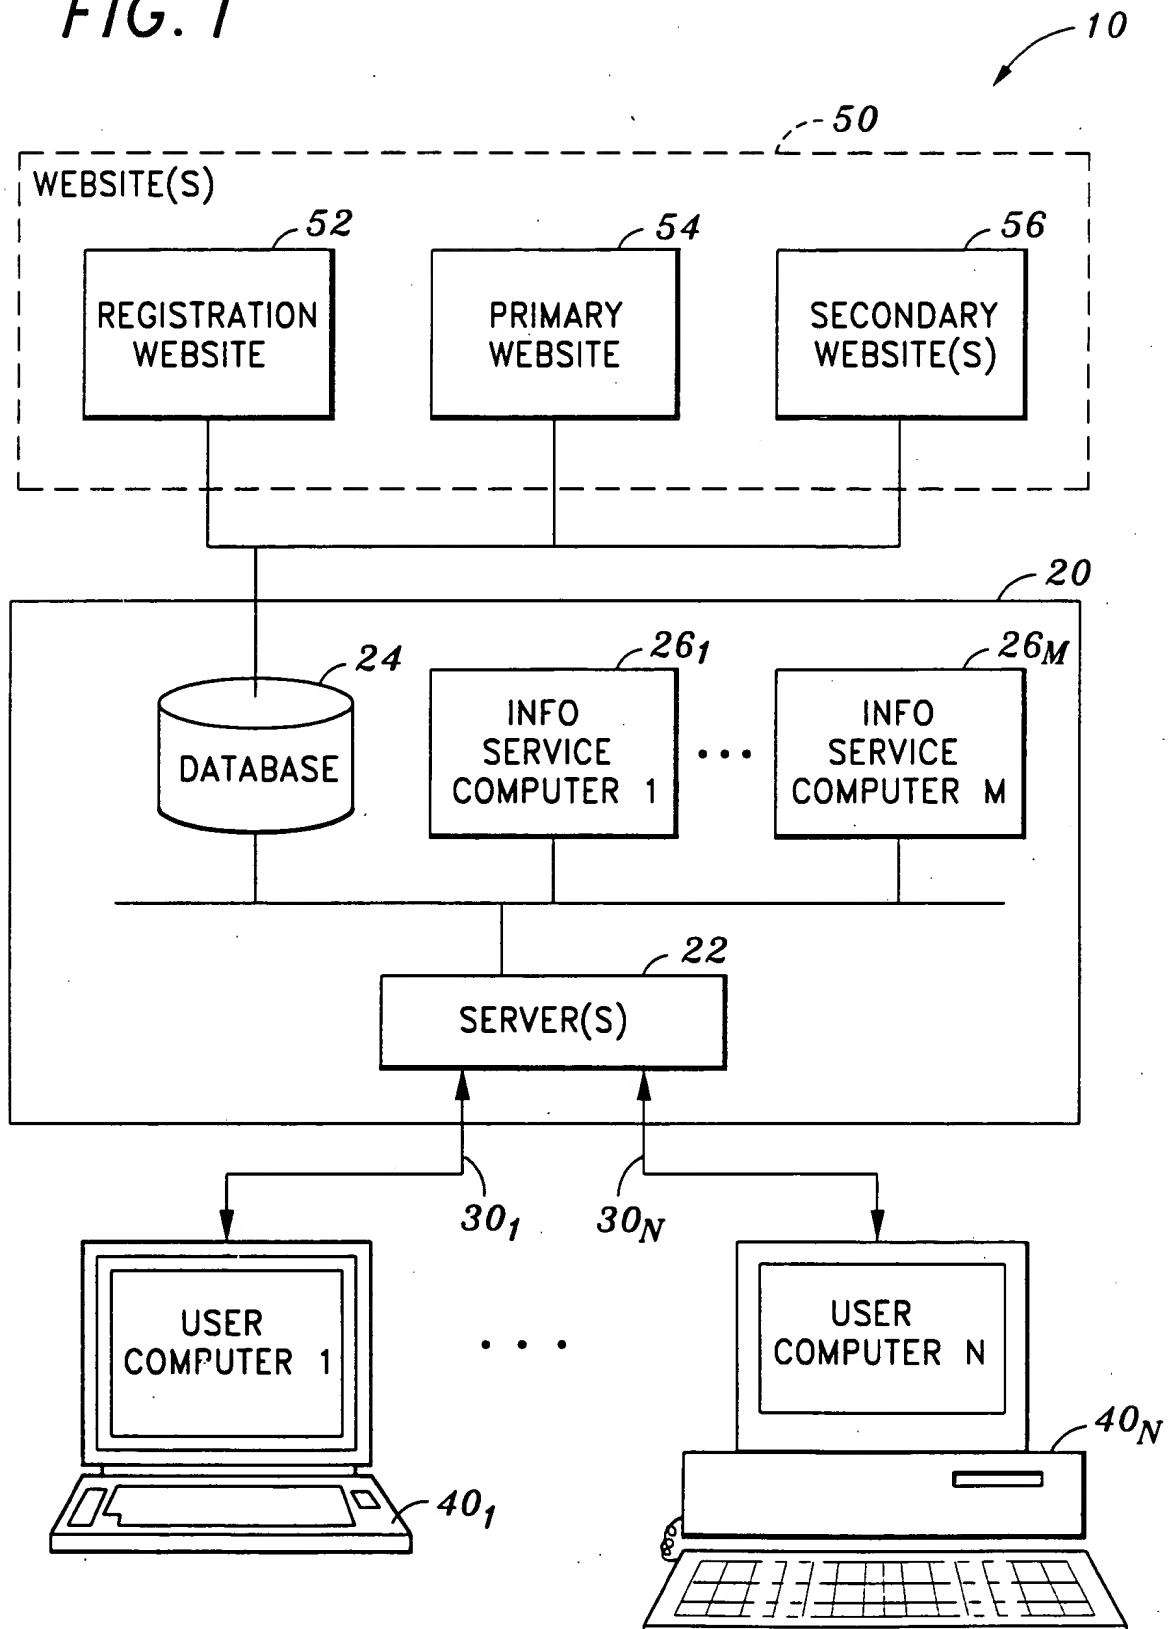 FIG. 1
10
50
WEBSITE(S)
52
54
56
REGISTRATION
WEBSITE
PRIMARY
WEBSITE
SECONDARY
WEBSITE(S)
20
24
26₁
26M
DATABASE
INFO
SERVICE
COMPUTER 1
• • •
INFO
SERVICE
COMPUTER M
22
SERVER(S)
30₁
30N
USER
COMPUTER 1
• • •
USER
COMPUTER N
40₁
40N